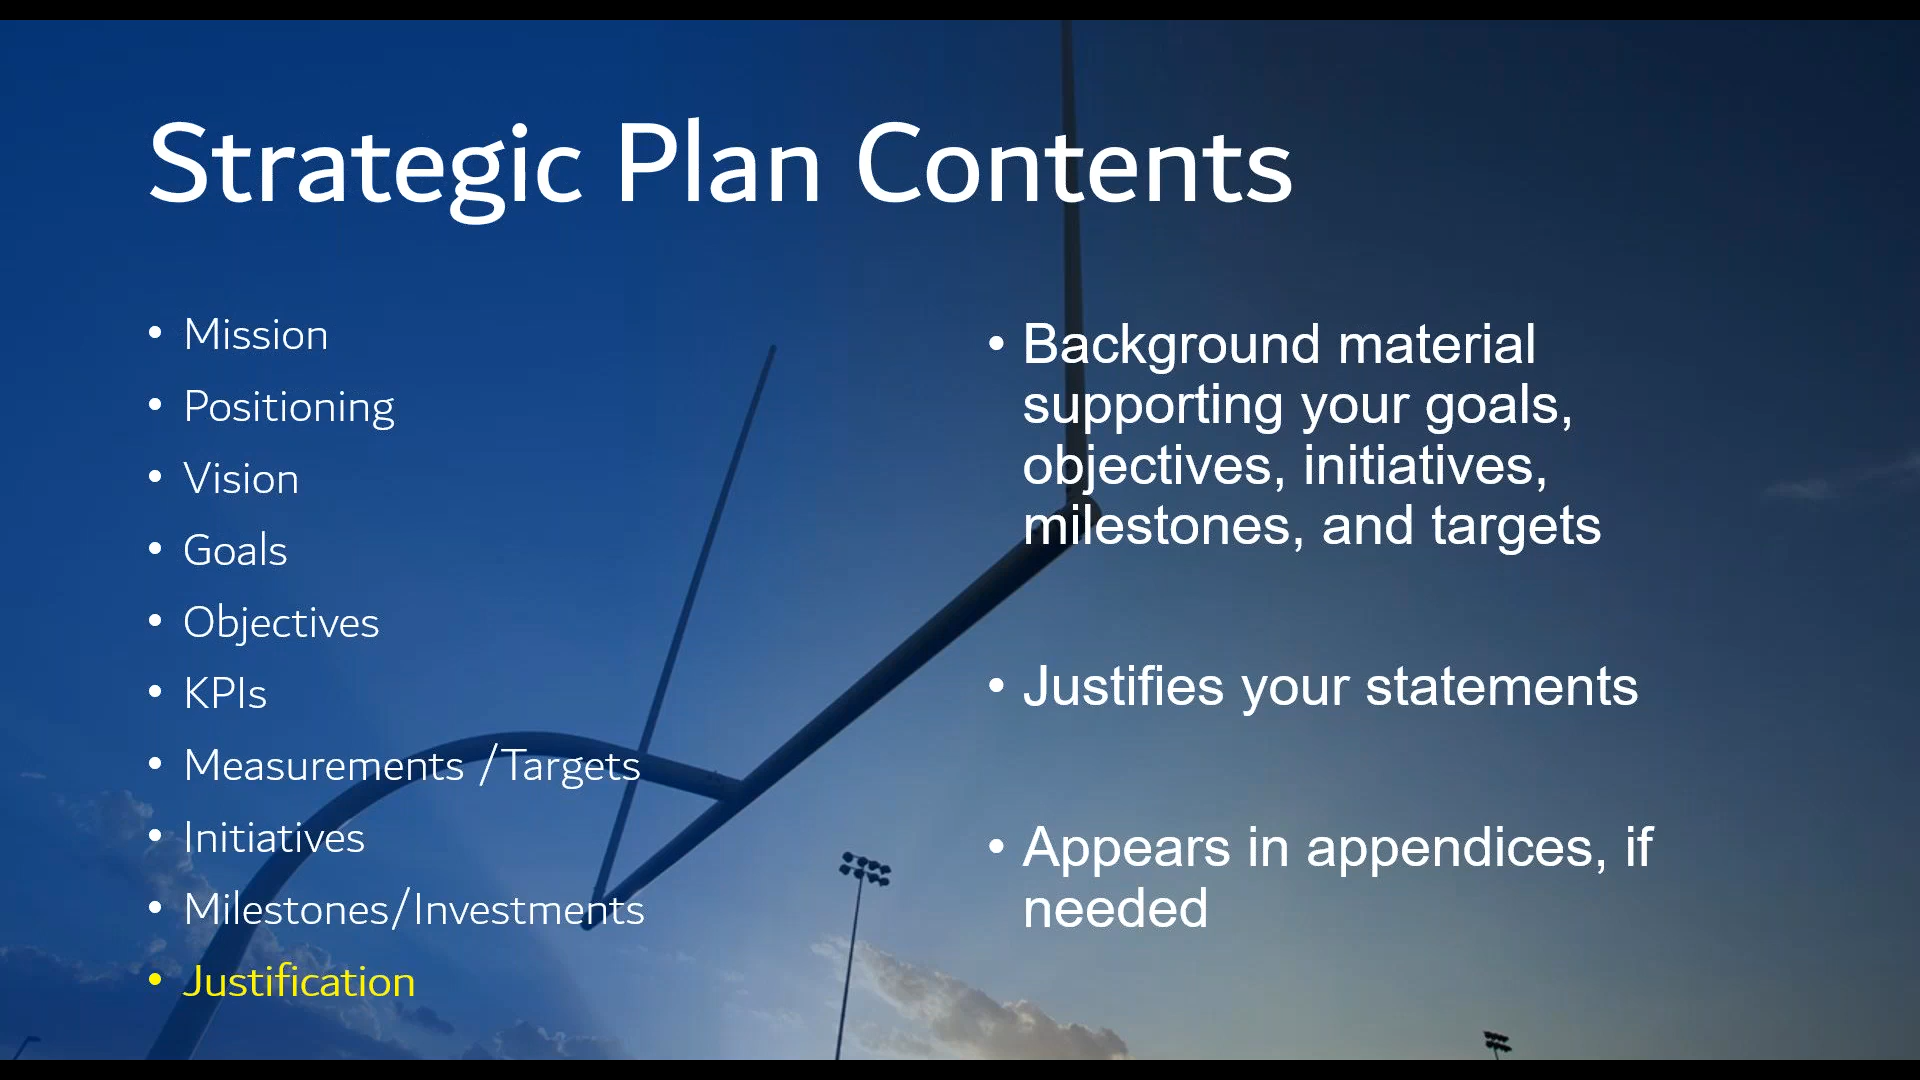 Strategic Plan Contents
• Mission
• Positioning
• Vision
• Goals
• Objectives
• KPIs
• Measurements /Targets
• Initiatives
• Milestones/Investments
• Justification
• Background material
supporting your goals,
objectives, initiatives,
milestones, and targets
• Justifies your statements
• Appears in appendices, if
needed